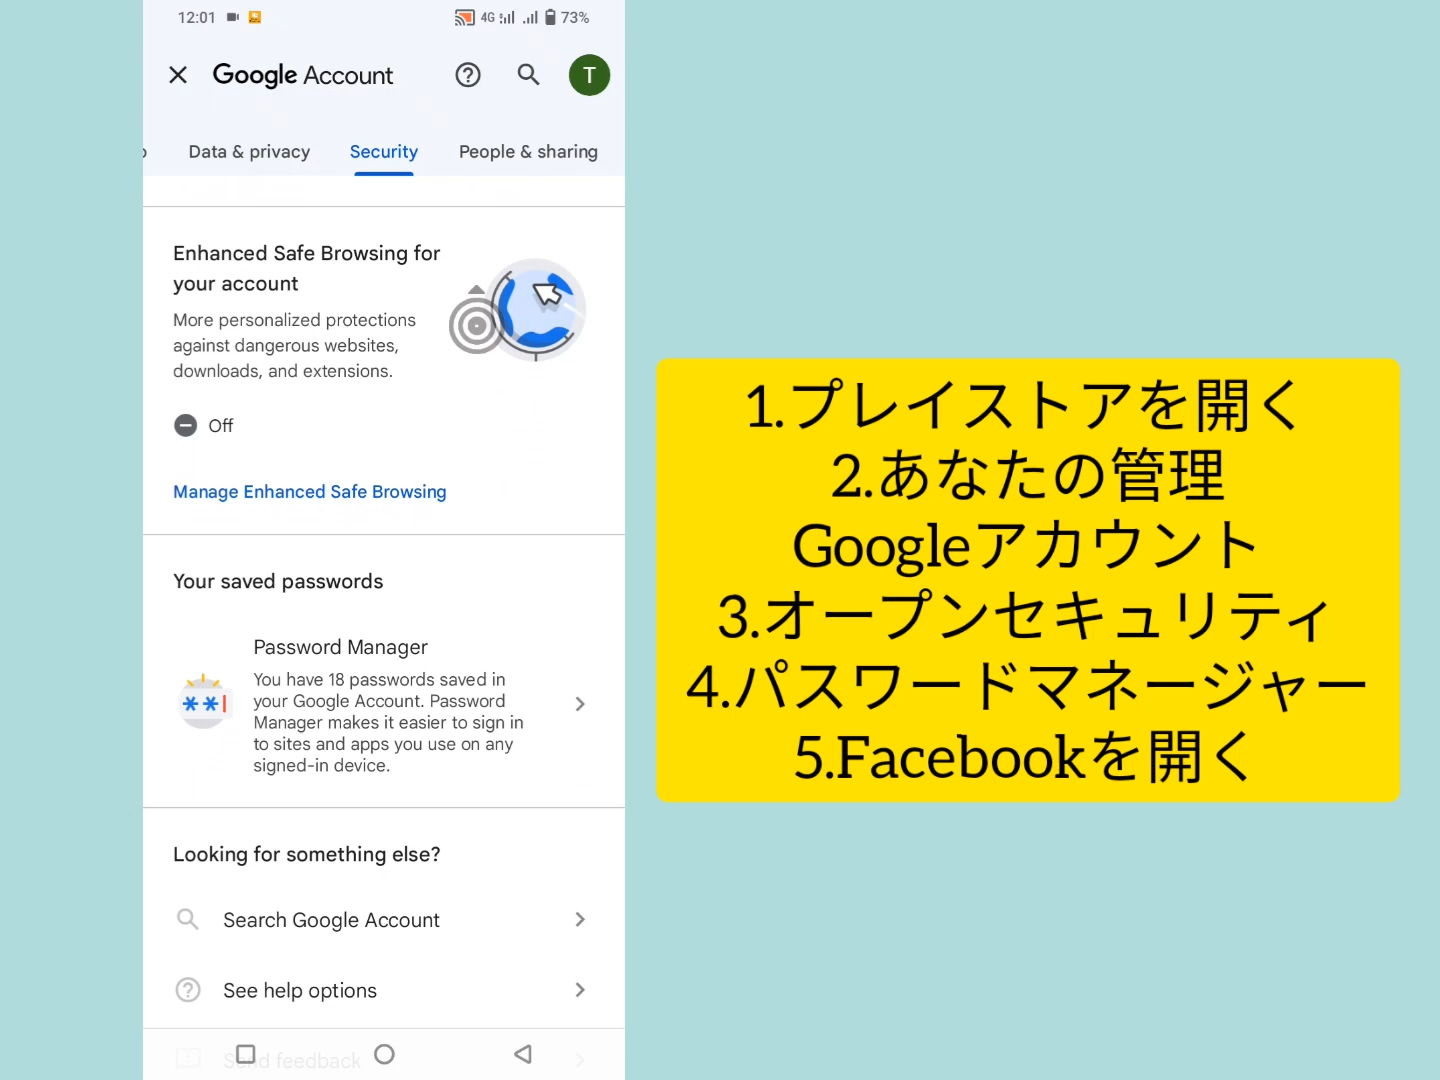 12:01
4G
73%
Google Account
T
Data & privacy
Security
People & sharing
Enhanced Safe Browsing for
your account
More personalized protections
against dangerous websites,
downloads, and extensions.
Off
Manage Enhanced Safe Browsing
Your saved passwords
Password Manager
You have 18 passwords saved in
your Google Account. Password
Manager makes it easier to sign in
to sites and apps you use on any
signed-in device.
Looking for something else?
Search Google Account
See help options
Send feedback
1.プレイストアを開く
2.あなたの管理
Googleアカウント
3.オープンセキュリティ
4.パスワードマネージャー
5.Facebookを開く